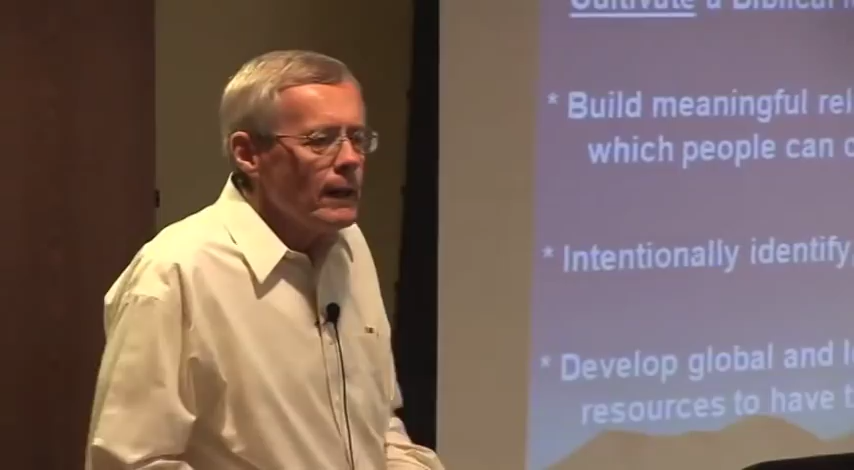 Cultivate a Biblical
* Build meaningful rel
which people can
* Intentionally identify,
* Develop global and l
resources to have t